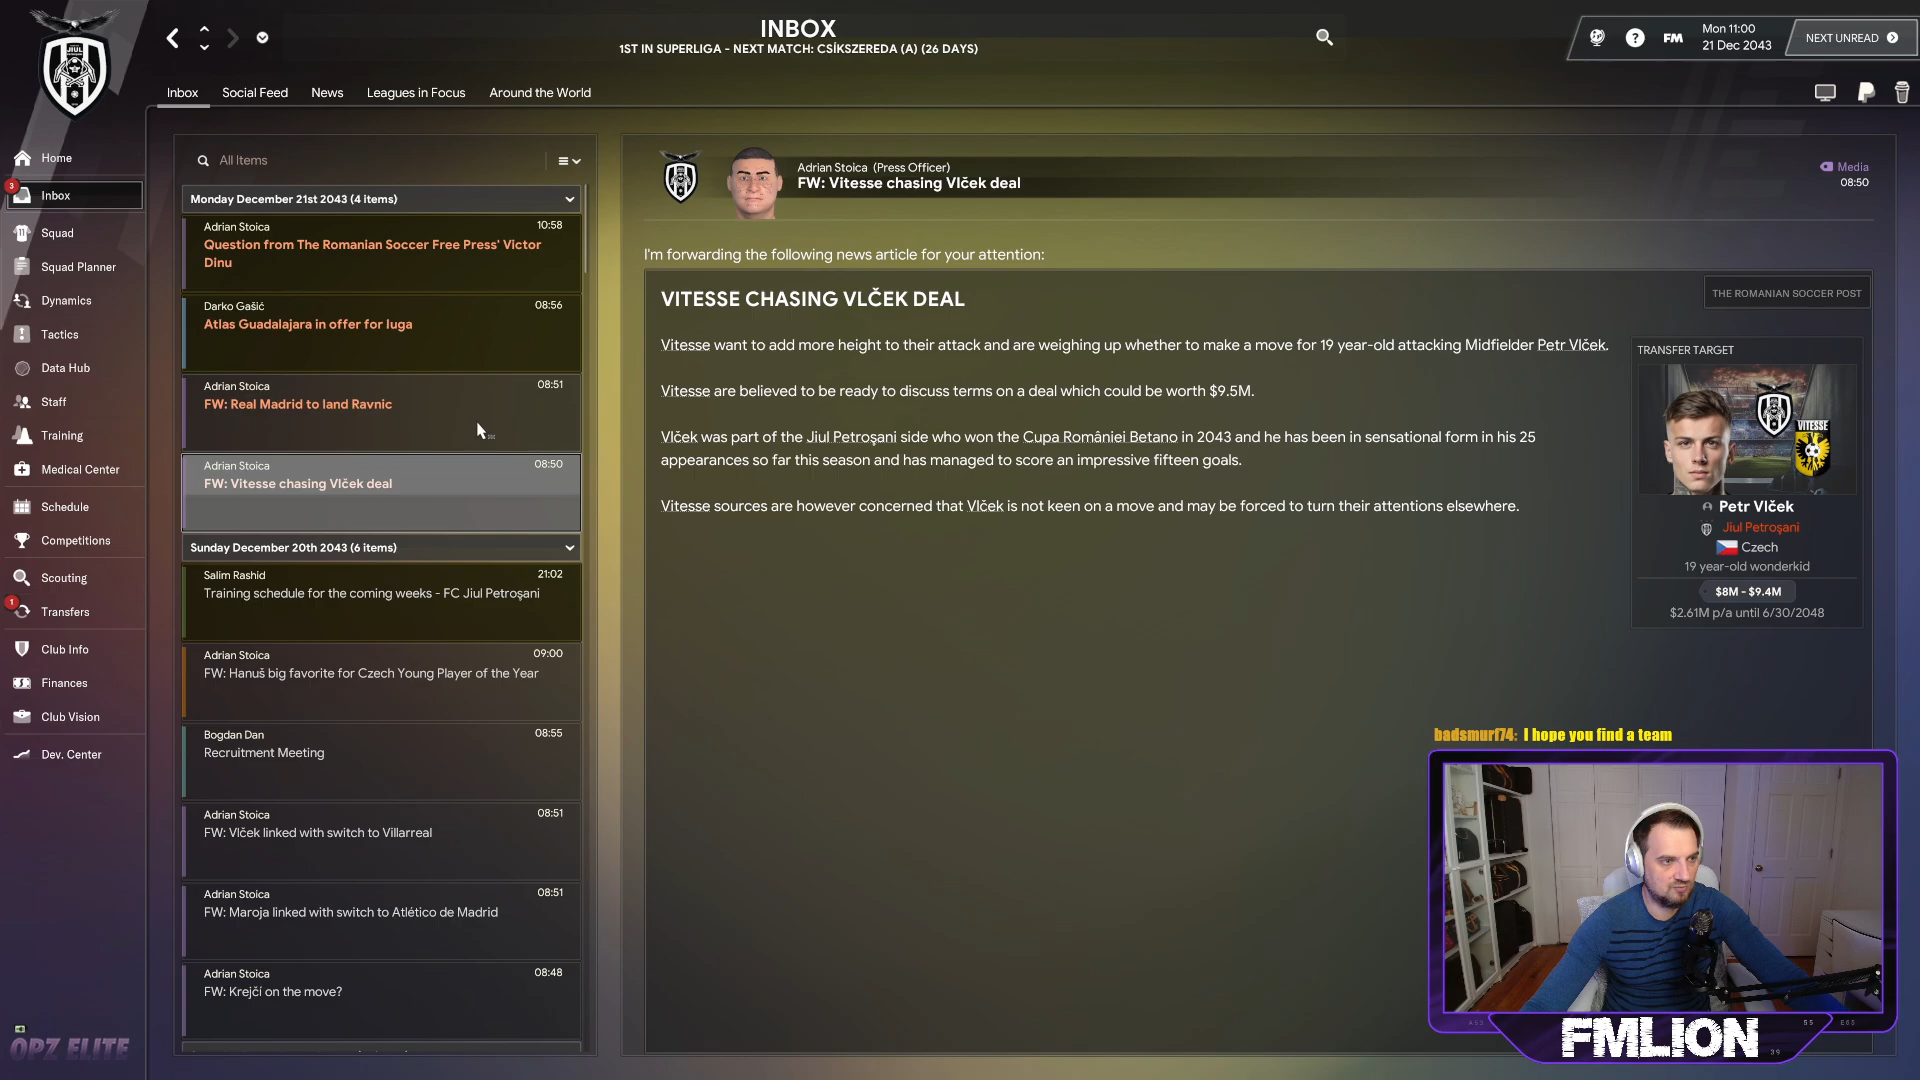 INBOX
1ST IN SUPERLIGA - NEXT MATCH: CSÍKSZEREDA (A) (26 DAYS)
FM
Mon 11:00
21 Dec 2043
NEXT UNREAD
Inbox
Social Feed
News
Leagues in Focus
Around the World
Home
3
Inbox
Squad
Squad Planner
Dynamics
Tactics
Data Hub
Staff
Training
Medical Center
Schedule
Competitions
Scouting
1
Transfers
Club Info
Finances
Club Vision
Dev. Center
OPZ ELITE
All Items
Monday December 21st 2043 (4 items)
Adrian Stoica
10:58
Question from The Romanian Soccer Free Press' Victor
Dinu
Darko Gašić
08:56
Atlas Guadalajara in offer for Iuga
Adrian Stoica
08:51
FW: Real Madrid to land Ravnic
Adrian Stoica
08:50
FW: Vitesse chasing Vlček deal
Sunday December 20th 2043 (6 items)
Salim Rashid
21:02
Training schedule for the coming weeks - FC Jiul Petroşani
Adrian Stoica
09:00
FW: Hanuš big favorite for Czech Young Player of the Year
Bogdan Dan
08:55
Recruitment Meeting
Adrian Stoica
08:51
FW: Vlček linked with switch to Villarreal
Adrian Stoica
08:51
FW: Maroja linked with switch to Atlético de Madrid
Adrian Stoica
08:48
FW: Krejčí on the move?
Adrian Stoica (Press Officer)
FW: Vitesse chasing Vlček deal
Media
08:50
I'm forwarding the following news article for your attention:
VITESSE CHASING VLČEK DEAL
THE ROMANIAN SOCCER POST
Vitesse want to add more height to their attack and are weighing up whether to make a move for 19 year-old attacking Midfielder Petr Vlček.
Vitesse are believed to be ready to discuss terms on a deal which could be worth $9.5M.
Vlček was part of the Jiul Petroşani side who won the Cupa României Betano in 2043 and he has been in sensational form in his 25
appearances so far this season and has managed to score an impressive fifteen goals.
Vitesse sources are however concerned that Vlček is not keen on a move and may be forced to turn their attentions elsewhere.
TRANSFER TARGET
VITESSE
Petr Vlček
Jiul Petroşani
Czech
19 year-old wonderkid
$8M - $9.4M
$2.61M p/a until 6/30/2048
badsmurf74: I hope you find a team
FMLION